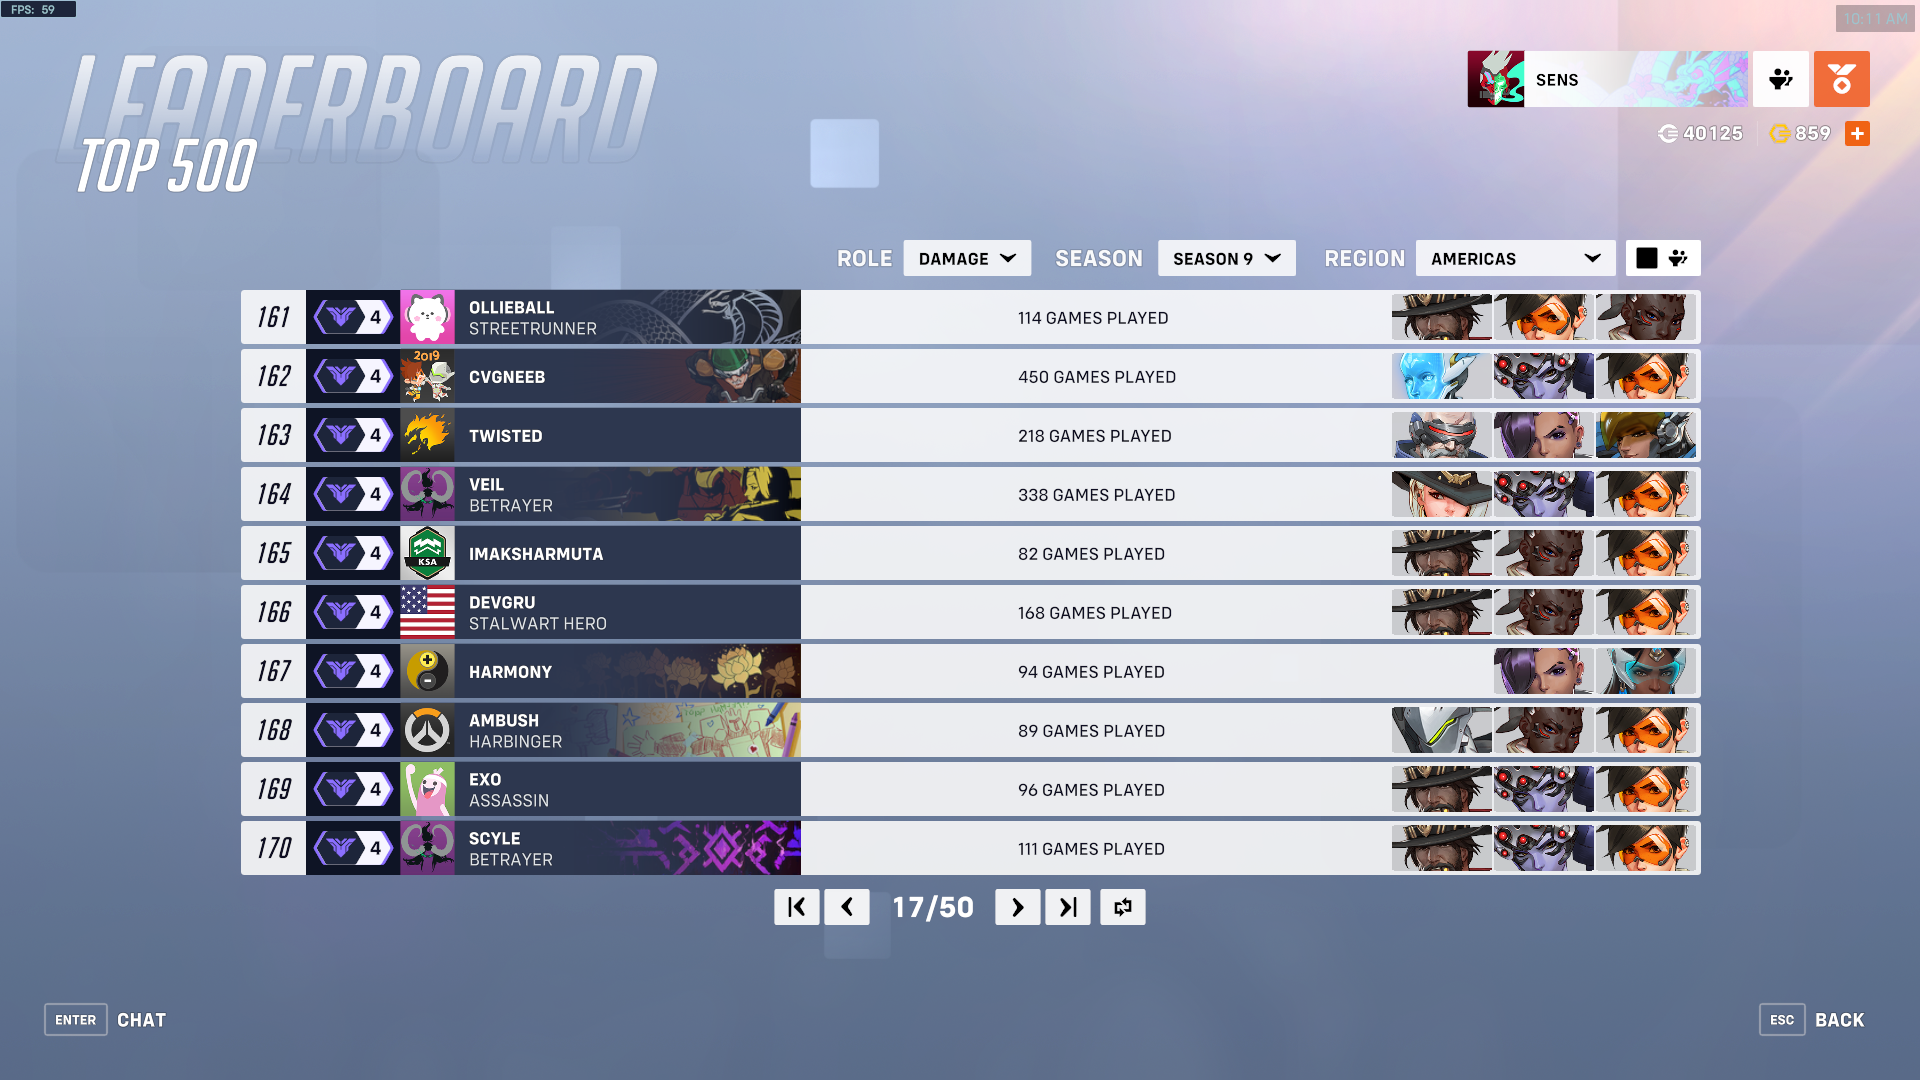 FPS: 59
10:11 AM
LEADERBOARD
TOP 500
SENS
40125
859
ROLE
DAMAGE
SEASON
SEASON 9
REGION
AMERICAS
161
4
OLLIEBALL
STREETRUNNER
114 GAMES PLAYED
162
4
2019
CVGNEEB
450 GAMES PLAYED
163
4
TWISTED
218 GAMES PLAYED
164
4
VEIL
BETRAYER
338 GAMES PLAYED
165
4
KSA
IMAKSHARMUTA
82 GAMES PLAYED
166
4
DEVGRU
STALWART HERO
168 GAMES PLAYED
167
4
HARMONY
94 GAMES PLAYED
168
4
AMBUSH
HARBINGER
89 GAMES PLAYED
169
4
EXO
ASSASSIN
96 GAMES PLAYED
170
4
SCYLE
BETRAYER
111 GAMES PLAYED
17/50
ENTER CHAT
ESC BACK